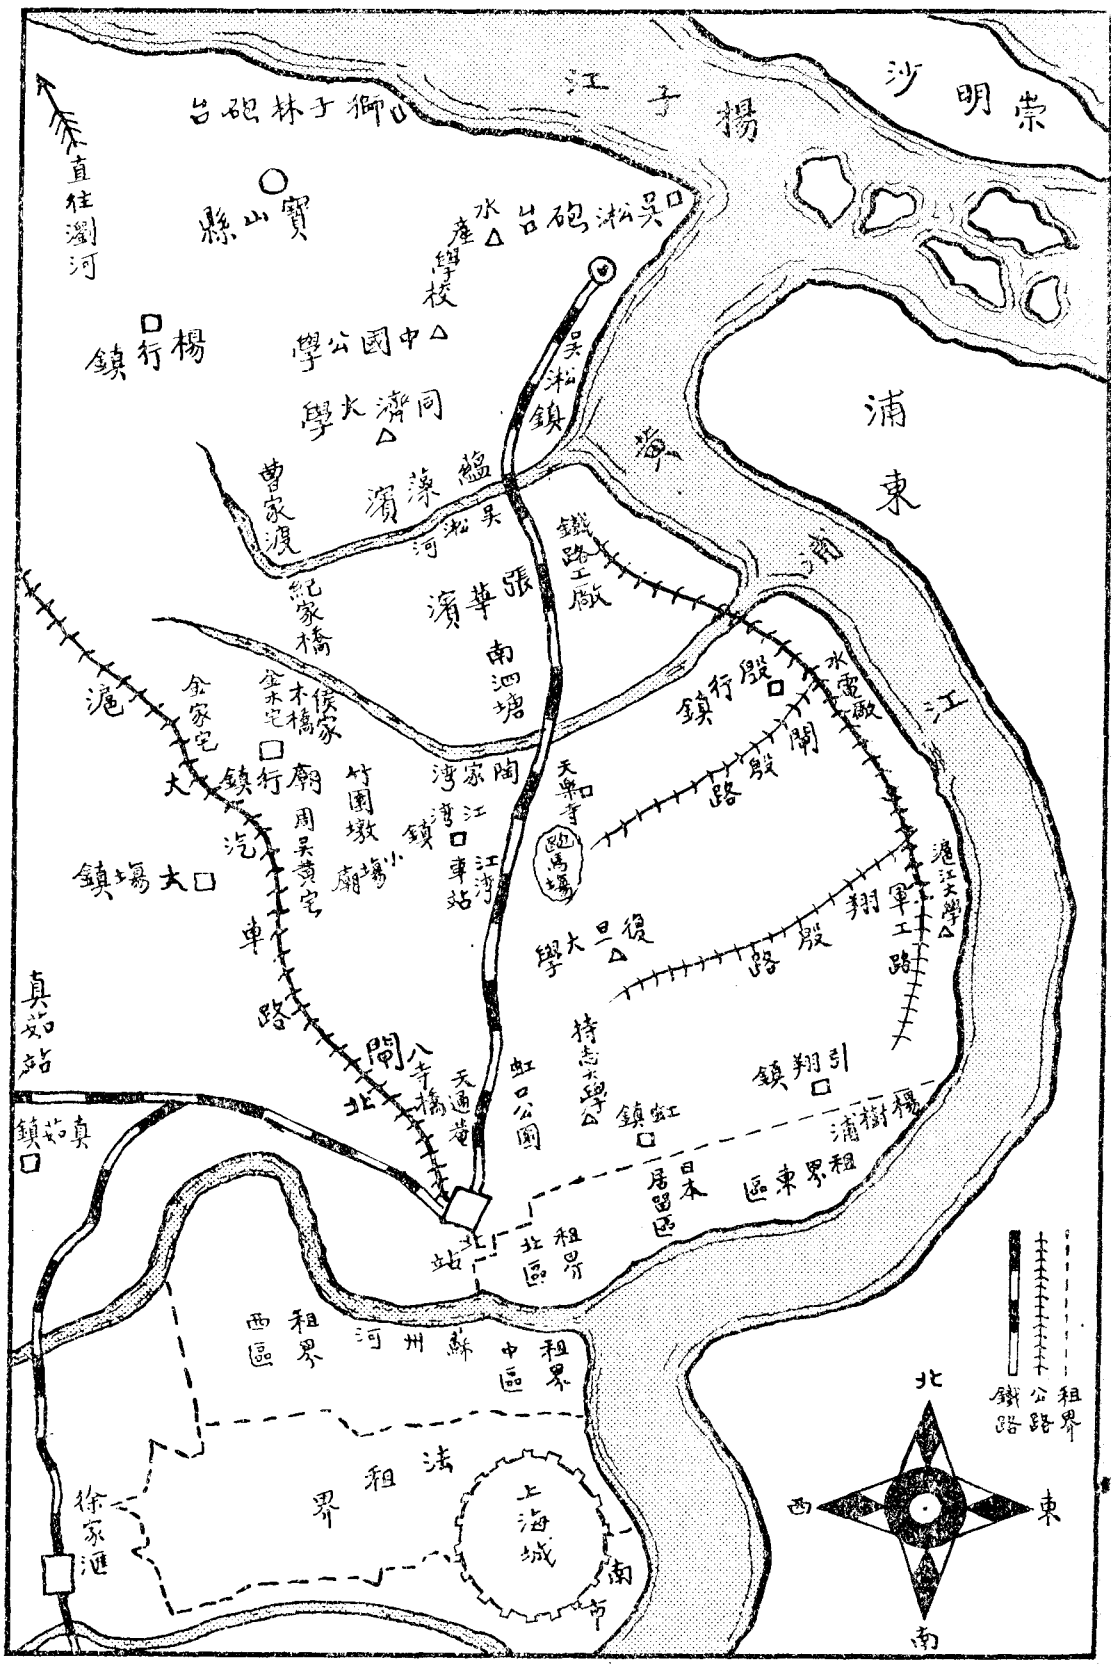 崇明沙
揚子江
獅子林砲台
直往瀏河
寶山縣
吳淞砲台
水產學校
楊行鎮
中國公學
吳淞鎮
同濟大學
浦東
黃浦江
蘊藻濱
曹家渡
吳淞河
鐵路工廠
張華濱
紀家橋
南泗塘
殷行鎮
水電廠
金家宅
金木宅
侯家木橋
滬大汽車路
廟行鎮
竹園墩
陶家湾
天樂寺
閘殷路
周吳黃宅
江湾鎮
江湾車站
跑馬場
大場鎮
小場廟
滬江大學
復旦大學
軍工路
翔殷路
真茹站
閘北
八寺橋
天通菴
虹口公園
持志大學
引翔鎮
虹鎮
真茹鎮
楊樹浦
租界東區
日本居留區
北站
租界北區
租界西區
蘇州河
租界中區
法租界
上海城
徐家滙
南市
鐵路
公路
租界
北
西
東
南